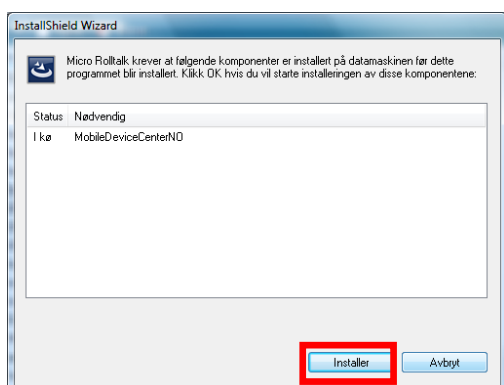 InstallShield Wizard
Micro Rolltalk krever at følgende komponenter er installert på datamaskinen før dette
programmet blir installert. Klikk OK hvis du vil starte installeringen av disse komponentene:
Status Nødvendig
I kø MobileDeviceCenterNO
Installer Avbryt